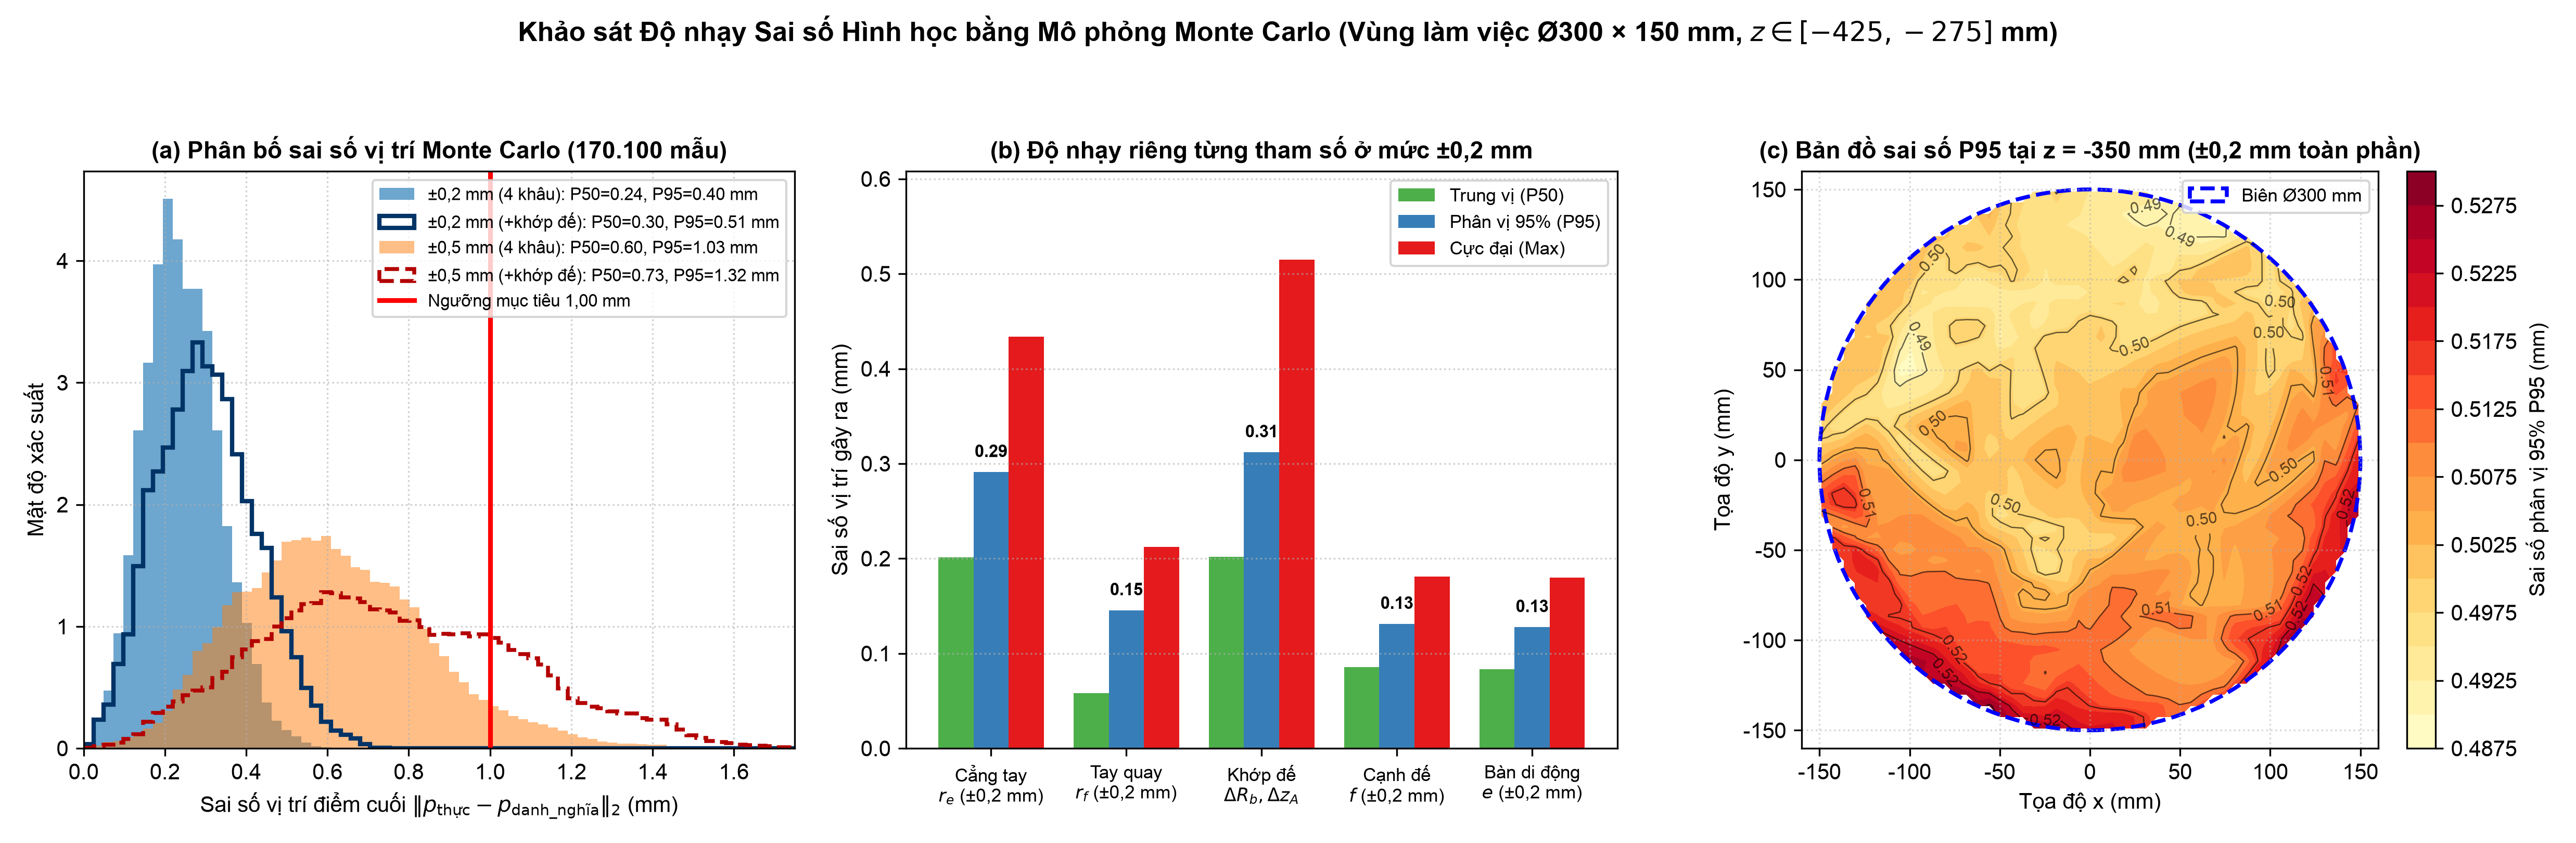 Khảo sát Độ nhạy Sai số Hình học bằng Mô phỏng Monte Carlo (Vùng làm việc Ø300 × 150 mm, z ∈ [−425, −275] mm)
(a) Phân bố sai số vị trí Monte Carlo (170.100 mẫu)
±0,2 mm (4 khâu): P50=0.24, P95=0.40 mm
±0,2 mm (+khớp đế): P50=0.30, P95=0.51 mm
±0,5 mm (4 khâu): P50=0.60, P95=1.03 mm
±0,5 mm (+khớp đế): P50=0.73, P95=1.32 mm
Ngưỡng mục tiêu 1,00 mm
Mật độ xác suất
4
3
2
1
0
0.0 0.2 0.4 0.6 0.8 1.0 1.2 1.4 1.6
Sai số vị trí điểm cuối ‖p_thực − p_danh_nghĩa‖₂ (mm)
(b) Độ nhạy riêng từng tham số ở mức ±0,2 mm
Trung vị (P50)
Phân vị 95% (P95)
Cực đại (Max)
Sai số vị trí gây ra (mm)
0.6
0.5
0.4
0.3
0.2
0.1
0.0
0.29
0.15
0.31
0.13
0.13
Cẳng tay
r_e (±0,2 mm)
Tay quay
r_f (±0,2 mm)
Khớp đế
ΔR_b, Δz_A
Cạnh đế
f (±0,2 mm)
Bàn di động
e (±0,2 mm)
(c) Bản đồ sai số P95 tại z = -350 mm (±0,2 mm toàn phần)
Biên Ø300 mm
Tọa độ y (mm)
150
100
50
0
-50
-100
-150
0.49
0.49
0.50
0.50
0.50
0.49
0.50
0.51
0.50
0.50
0.51
0.50
0.50
0.52
0.52
0.51
0.51
0.52
0.52
0.52
0.52
-150 -100 -50 0 50 100 150
Tọa độ x (mm)
0.5275
0.5225
0.5175
0.5125
0.5075
0.5025
0.4975
0.4925
0.4875
Sai số phân vị 95% P95 (mm)